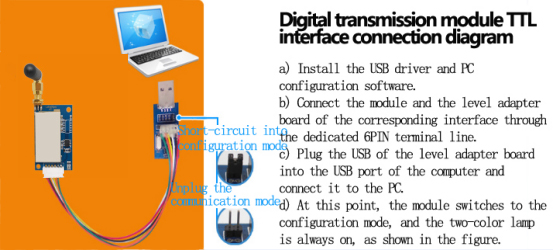 Digital transmission module TTL
interface connection diagram
a) Install the USB driver and PC
configuration software.
b) Connect the module and the level adapter
board of the corresponding interface through
the dedicated 6PIN terminal line.
c) Plug the USB of the level adapter board
into the USB port of the computer and
connect it to the PC.
d) At this point, the module switches to the
configuration mode, and the two-color lamp
is always on, as shown in the figure.
Short-circuit into
configuration mode
Unplug the
communication mode